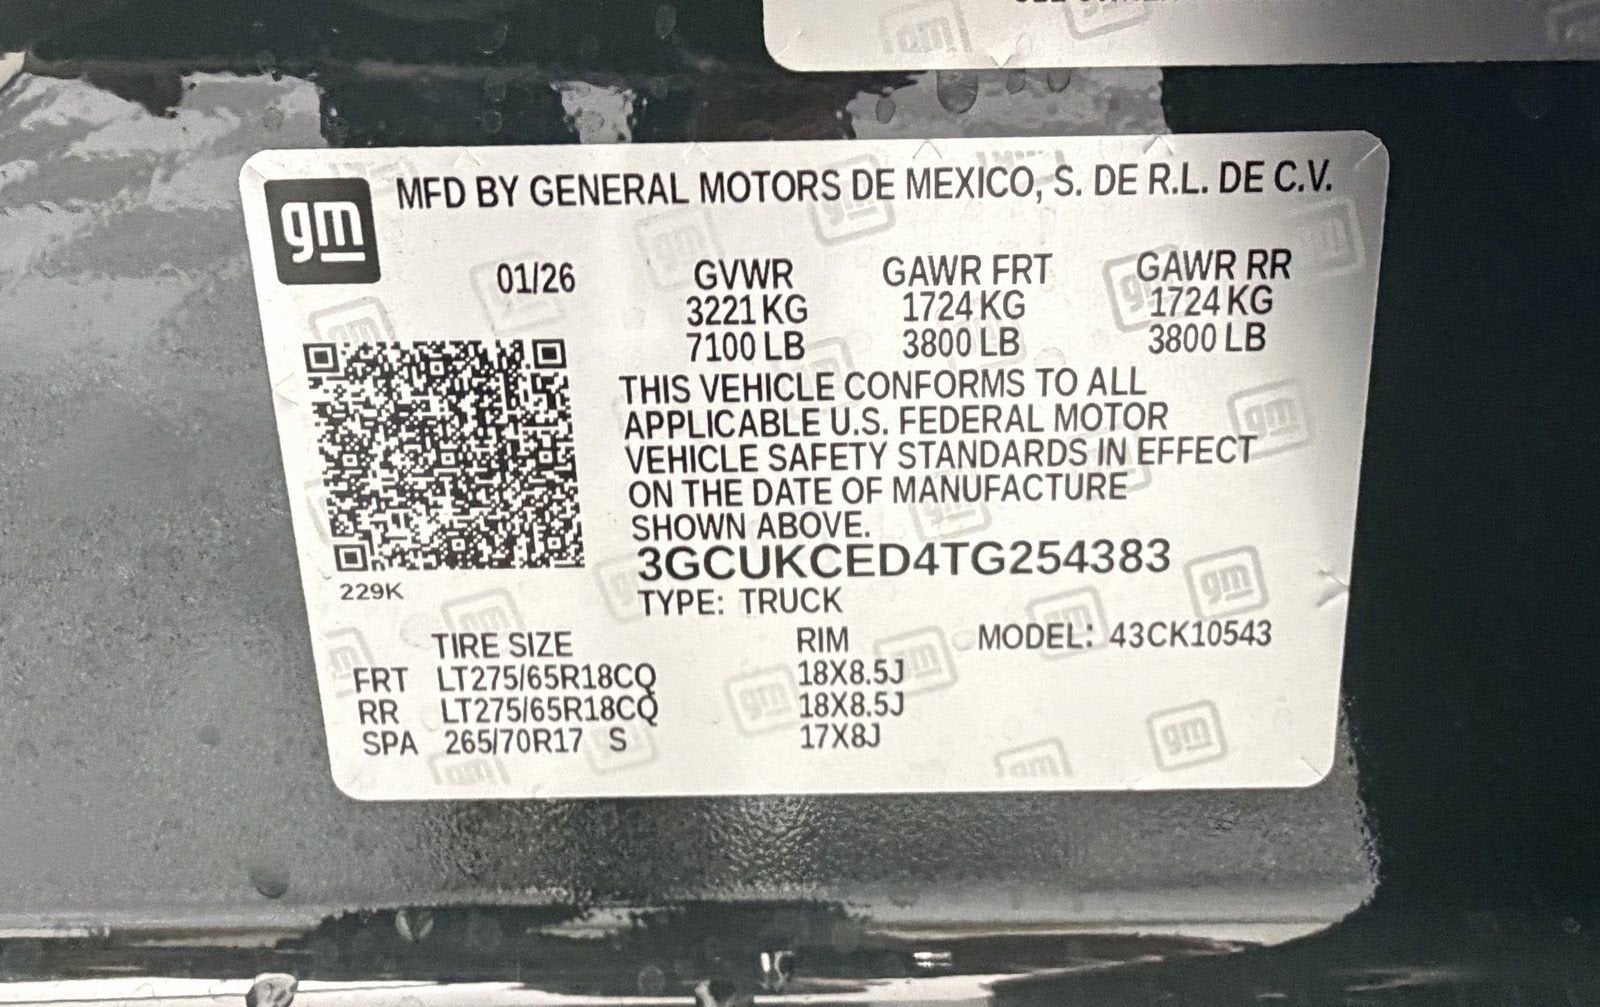 gm MFD BY GENERAL MOTORS DE MEXICO, S. DE R.L. DE C.V.
01/26 GVWR GAWR FRT GAWR RR
3221 KG 1724 KG 1724 KG
7100 LB 3800 LB 3800 LB
THIS VEHICLE CONFORMS TO ALL
APPLICABLE U.S. FEDERAL MOTOR
VEHICLE SAFETY STANDARDS IN EFFECT
ON THE DATE OF MANUFACTURE
SHOWN ABOVE.
3GCUKCED4TG254383
229K
TYPE: TRUCK
TIRE SIZE RIM MODEL: 43CK10543
FRT LT275/65R18CQ 18X8.5J
RR LT275/65R18CQ 18X8.5J
SPA 265/70R17 S 17X8J